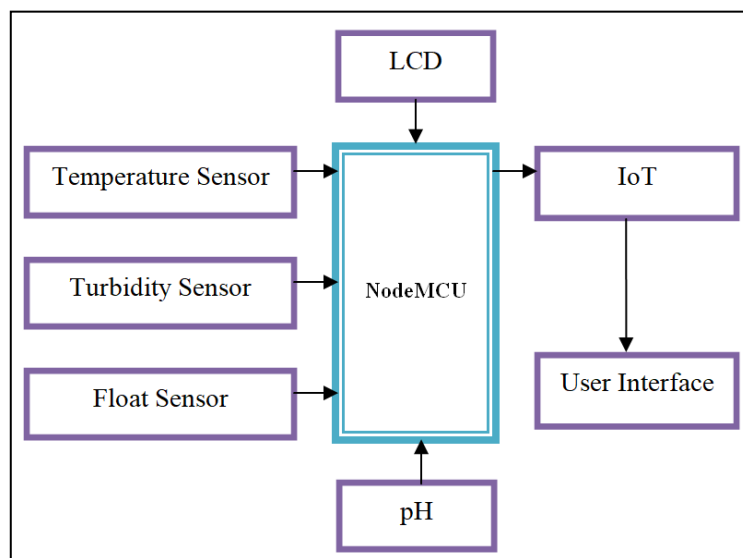 LCD
Temperature Sensor
IoT
Turbidity Sensor
NodeMCU
Float Sensor
User Interface
pH